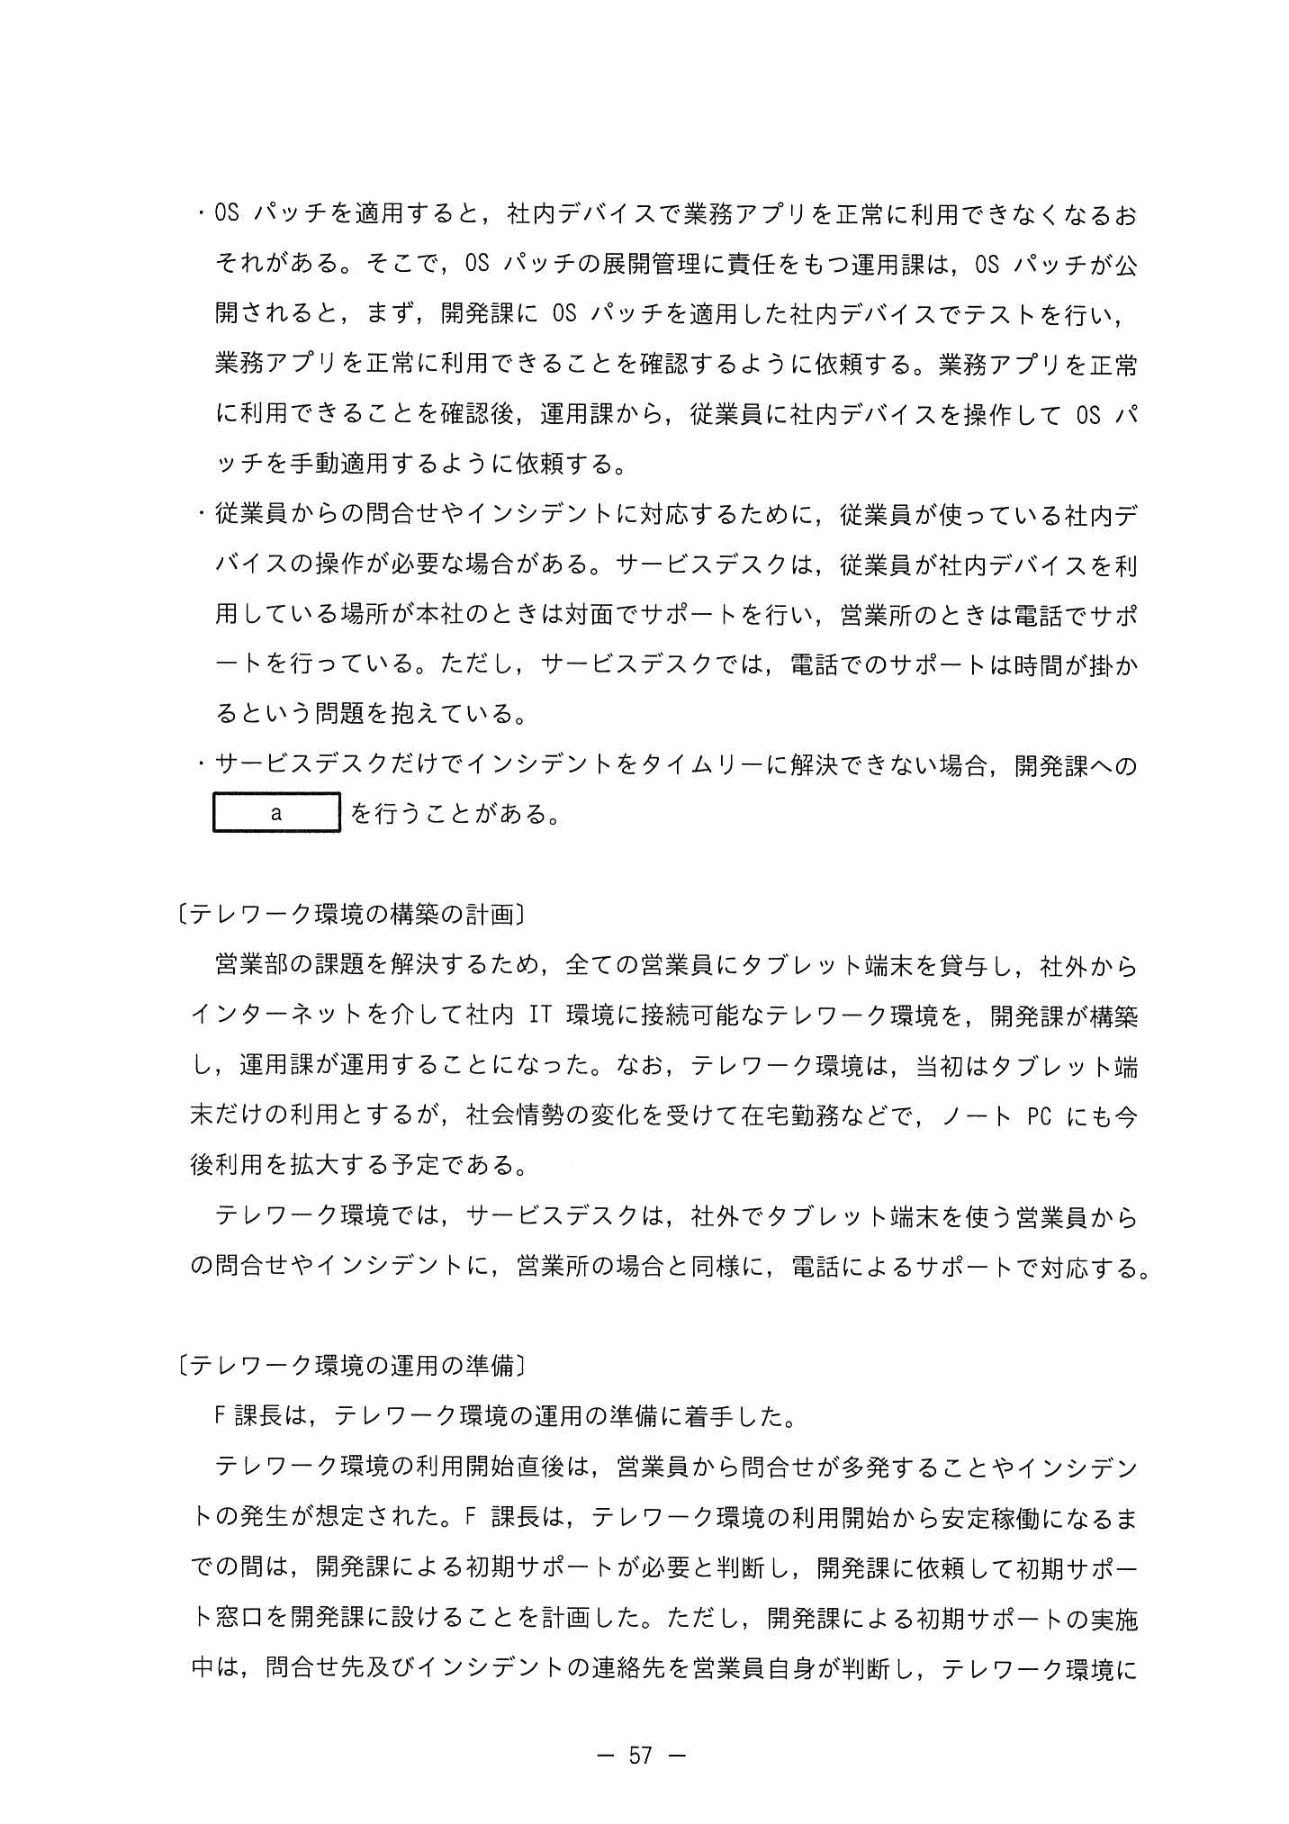 ・OS パッチを適用すると，社内デバイスで業務アプリを正常に利用できなくなるお
それがある。そこで，OS パッチの展開管理に責任をもつ運用課は，OS パッチが公
開されると，まず，開発課に OS パッチを適用した社内デバイスでテストを行い，
業務アプリを正常に利用できることを確認するように依頼する。業務アプリを正常
に利用できることを確認後，運用課から，従業員に社内デバイスを操作して OS パ
ッチを手動適用するように依頼する。
・従業員からの問合せやインシデントに対応するために，従業員が使っている社内デ
バイスの操作が必要な場合がある。サービスデスクは，従業員が社内デバイスを利
用している場所が本社のときは対面でサポートを行い，営業所のときは電話でサポ
ートを行っている。ただし，サービスデスクでは，電話でのサポートは時間が掛か
るという問題を抱えている。
・サービスデスクだけでインシデントをタイムリーに解決できない場合，開発課への
a を行うことがある。
〔テレワーク環境の構築の計画〕
営業部の課題を解決するため，全ての営業員にタブレット端末を貸与し，社外から
インターネットを介して社内 IT 環境に接続可能なテレワーク環境を，開発課が構築
し，運用課が運用することになった。なお，テレワーク環境は，当初はタブレット端
末だけの利用とするが，社会情勢の変化を受けて在宅勤務などで，ノート PC にも今
後利用を拡大する予定である。
テレワーク環境では，サービスデスクは，社外でタブレット端末を使う営業員から
の問合せやインシデントに，営業所の場合と同様に，電話によるサポートで対応する。
〔テレワーク環境の運用の準備〕
F 課長は，テレワーク環境の運用の準備に着手した。
テレワーク環境の利用開始直後は，営業員から問合せが多発することやインシデン
トの発生が想定された。F 課長は，テレワーク環境の利用開始から安定稼働になるま
での間は，開発課による初期サポートが必要と判断し，開発課に依頼して初期サポー
ト窓口を開発課に設けることを計画した。ただし，開発課による初期サポートの実施
中は，問合せ先及びインシデントの連絡先を営業員自身が判断し，テレワーク環境に
－ 57 －